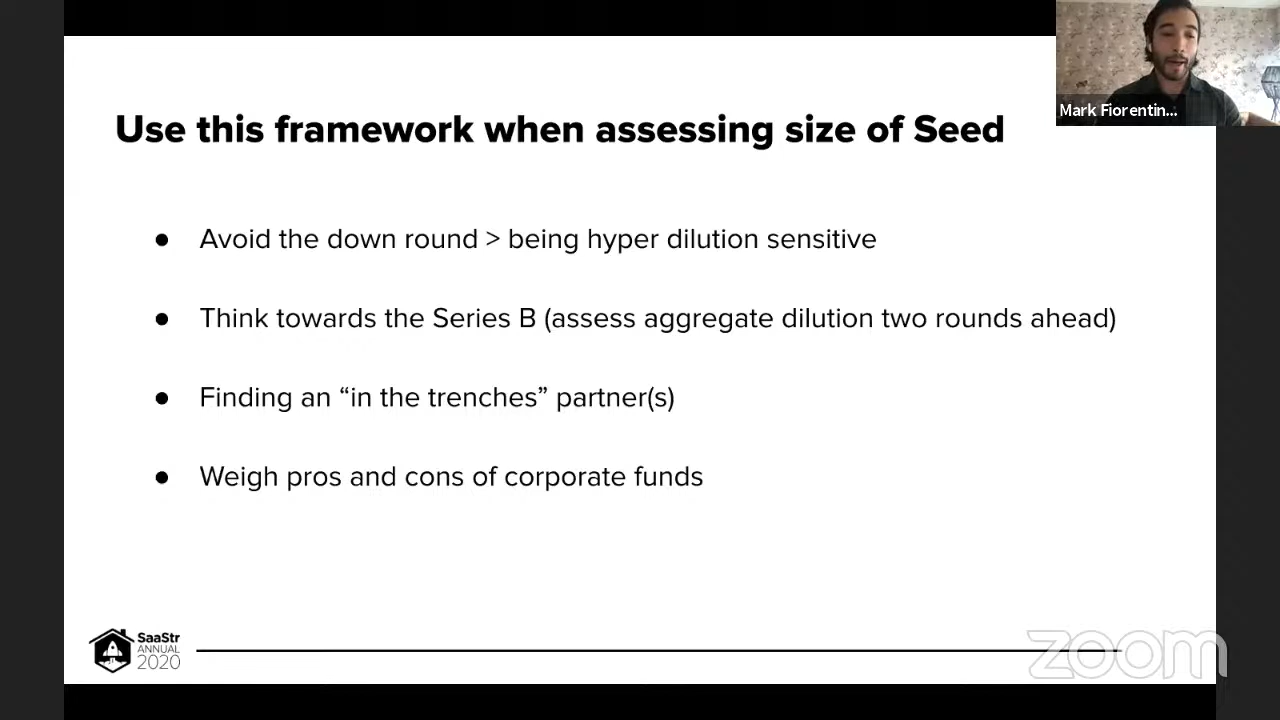 Mark Fiorentin...
Use this framework when assessing size of Seed
● Avoid the down round > being hyper dilution sensitive
● Think towards the Series B (assess aggregate dilution two rounds ahead)
● Finding an “in the trenches” partner(s)
● Weigh pros and cons of corporate funds
SaaStr
ANNUAL
2020
zoom